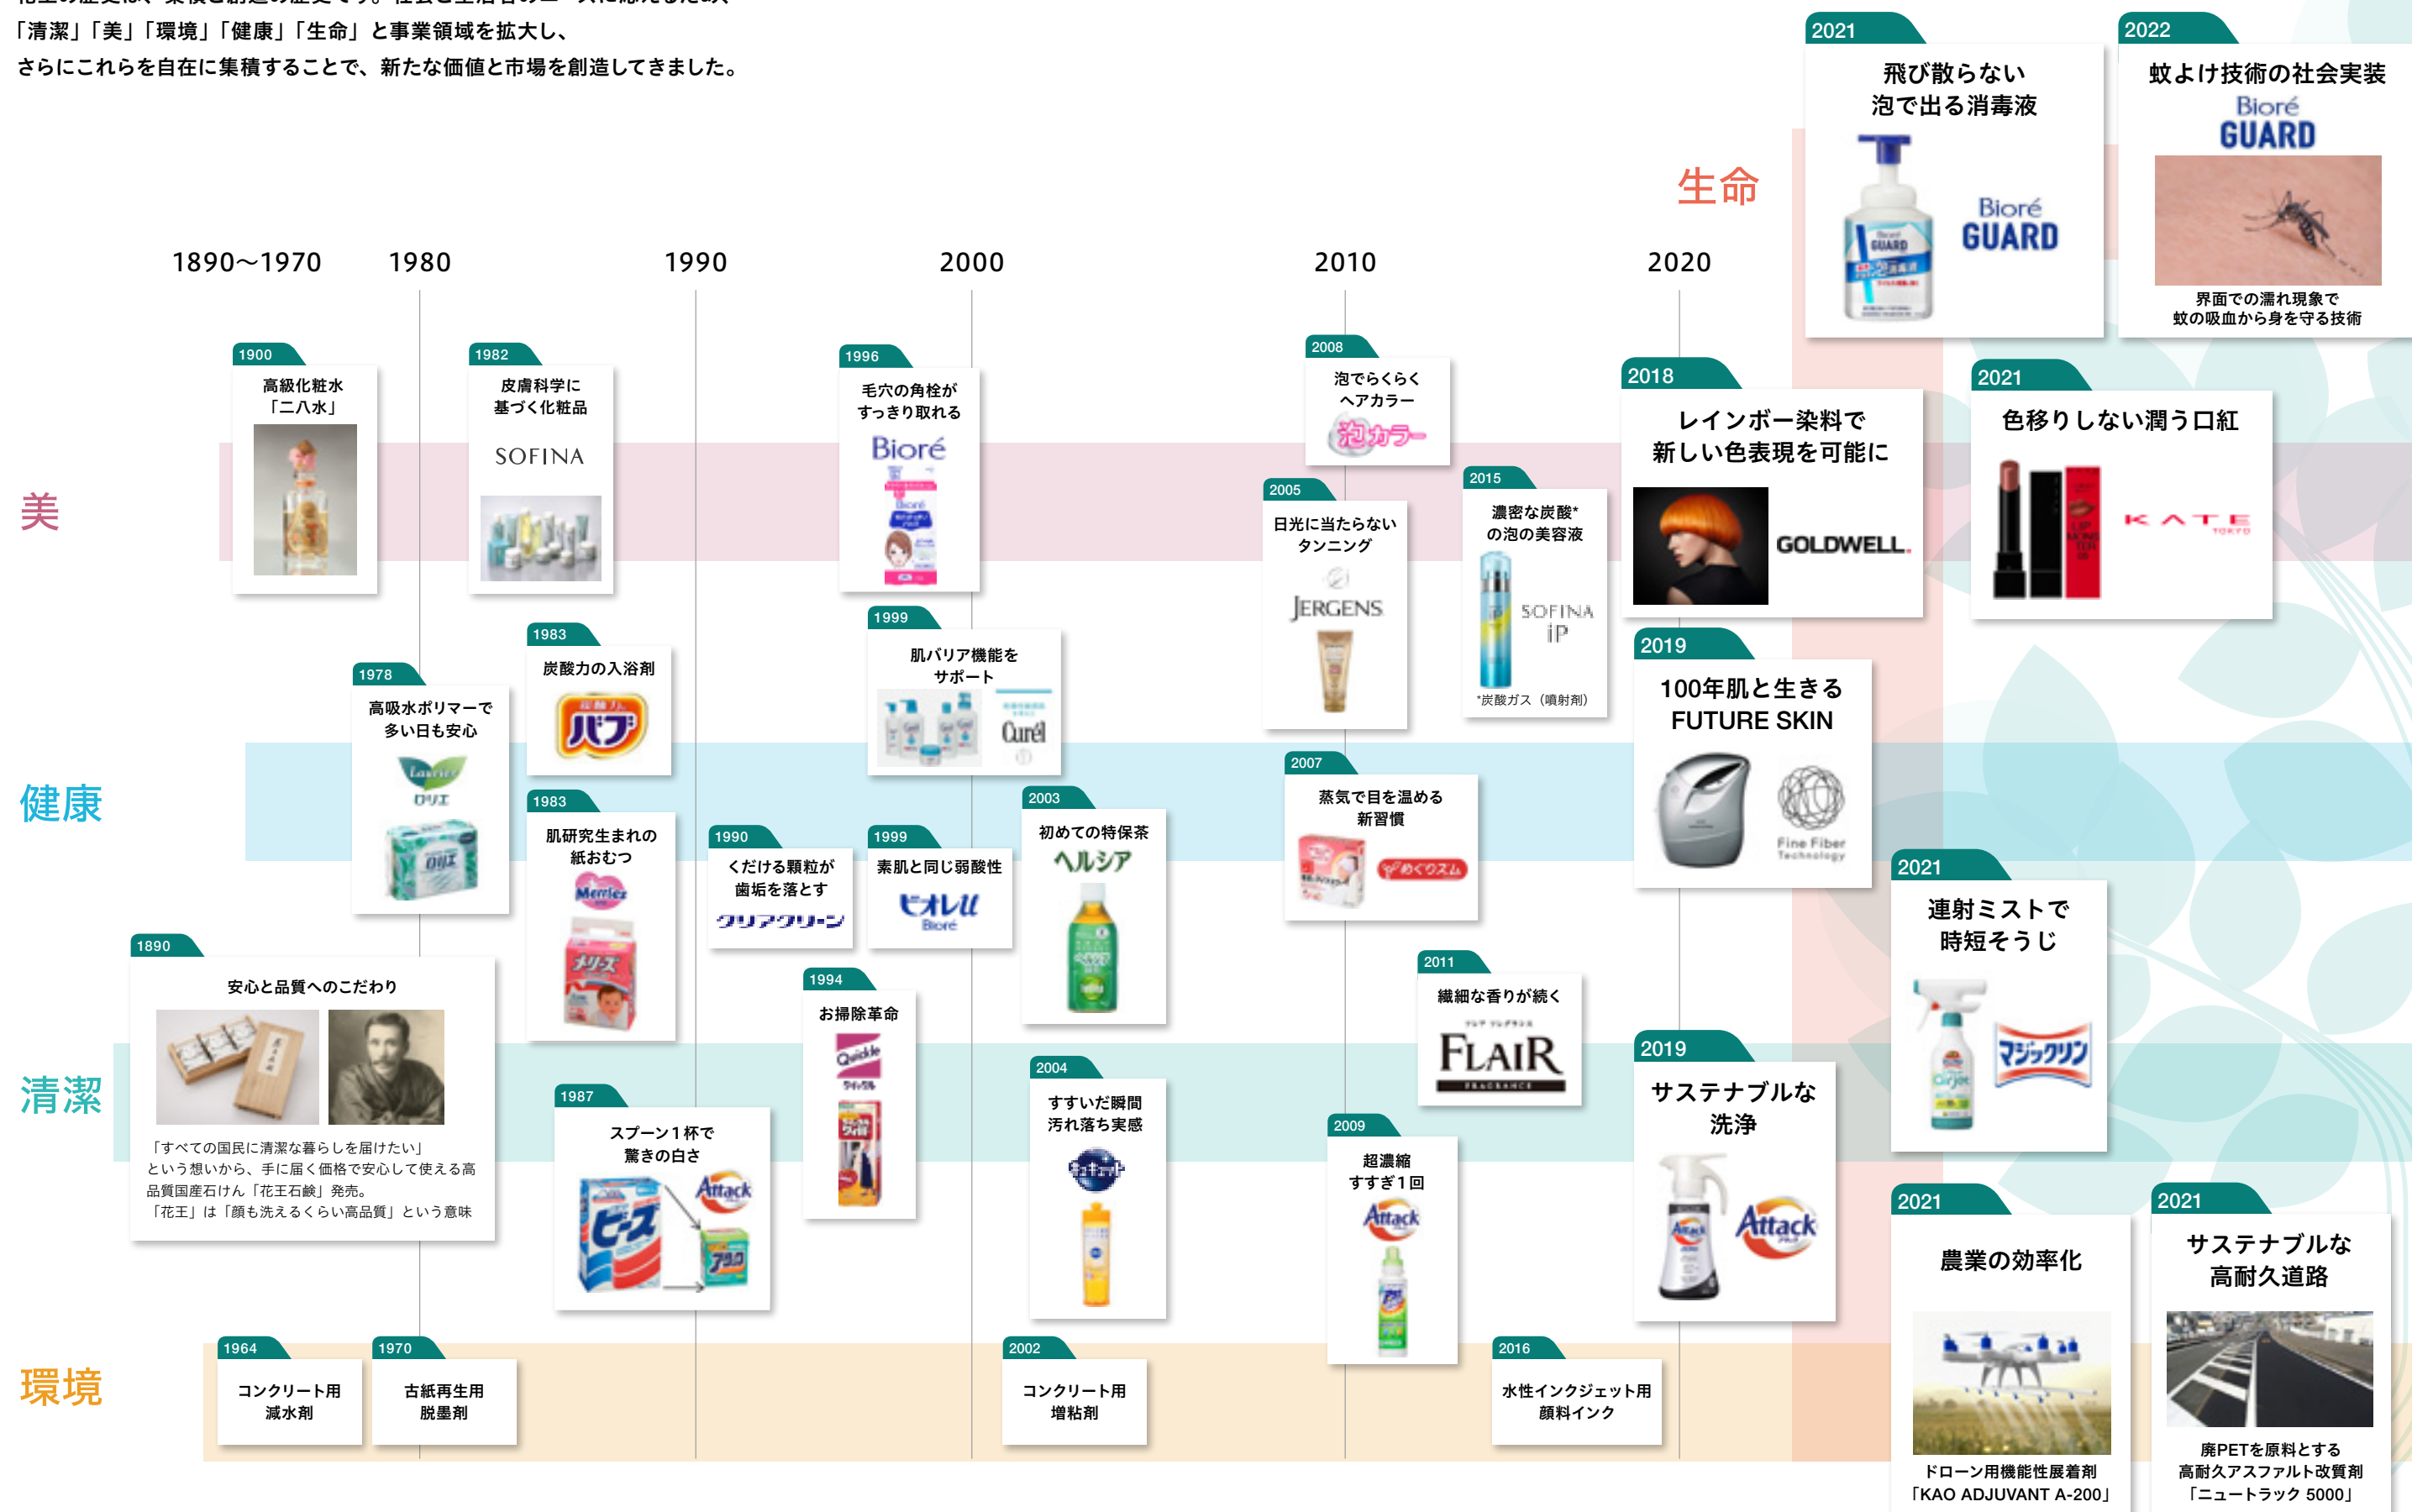 「清潔」「美」「環境」「健康」「生命」と事業領域を拡大し、
さらにこれらを自在に集積することで、新たな価値と市場を創造してきました。
2021
飛び散らない
泡で出る消毒液
Bioré
GUARD
2022
蚊よけ技術の社会実装
Bioré
GUARD
界面での濡れ現象で
蚊の吸血から身を守る技術
生命
1890～1970
1980
1990
2000
2010
2020
美
1900
高級化粧水
「二八水」
1982
皮膚科学に
基づく化粧品
SOFINA
1996
毛穴の角栓が
すっきり取れる
Bioré
2008
泡でらくらく
ヘアカラー
泡カラー
2005
日光に当たらない
タンニング
JERGENS
2015
濃密な炭酸*
の泡の美容液
SOFINA
iP
*炭酸ガス（噴射剤）
2018
レインボー染料で
新しい色表現を可能に
GOLDWELL.
2021
色移りしない潤う口紅
KATE
TOKYO
健康
1978
高吸水ポリマーで
多い日も安心
Laurier
ロリエ
ロリエ
1983
炭酸力の入浴剤
バブ
1983
肌研究生まれの
紙おむつ
Merries
メリーズ
1990
くだける顆粒が
歯垢を落とす
クリアクリーン
1999
肌バリア機能を
サポート
Curél
1999
素肌と同じ弱酸性
ビオレu
Bioré
2003
初めての特保茶
ヘルシア
ヘルシア
2007
蒸気で目を温める
新習慣
めぐりズム
2019
100年肌と生きる
FUTURE SKIN
Fine Fiber
Technology
清潔
1890
安心と品質へのこだわり
「すべての国民に清潔な暮らしを届けたい」
という想いから、手に届く価格で安心して使える高
品質国産石けん「花王石鹸」発売。
「花王」は「顔も洗えるくらい高品質」という意味
1987
スプーン1杯で
驚きの白さ
Attack
ビーズ
アタック
1994
お掃除革命
Quickle
クイックル
2004
すすいだ瞬間
汚れ落ち実感
キュキュット
2009
超濃縮
すすぎ1回
Attack
2011
繊細な香りが続く
FLAIR
FRAGRANCE
2019
サステナブルな
洗浄
Attack
Attack
2021
連射ミストで
時短そうじ
Airjet
マジックリン
環境
1964
コンクリート用
減水剤
1970
古紙再生用
脱墨剤
2002
コンクリート用
増粘剤
2016
水性インクジェット用
顔料インク
2021
農業の効率化
ドローン用機能性展着剤
「KAO ADJUVANT A-200」
2021
サステナブルな
高耐久道路
廃PETを原料とする
高耐久アスファルト改質剤
「ニュートラック 5000」